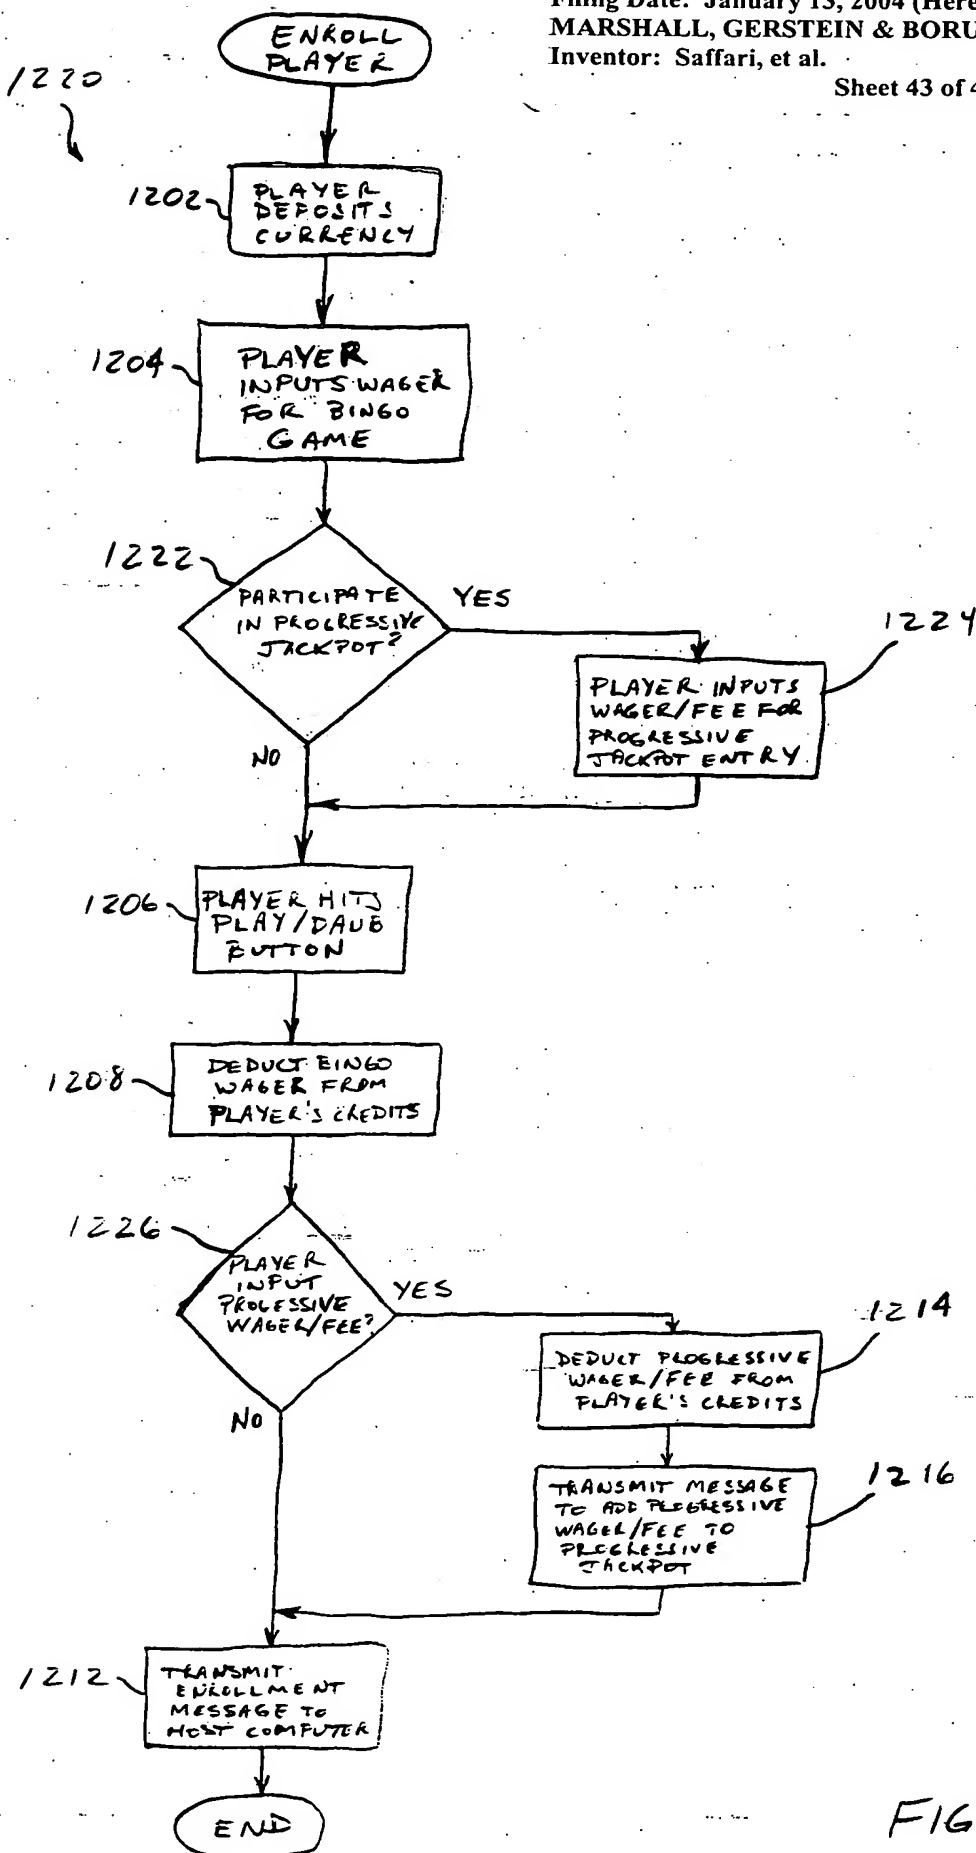 Filing Date: January 13, 2004 (Here
MARSHALL, GERSTEIN & BORU
Inventor: Saffari, et al.
Sheet 43 of 4
1220
ENROLL
PLAYER
1202
PLAYER
DEPOSITS
CURRENCY
1204
PLAYER
INPUTS WAGER
FOR BINGO
GAME
1222
PARTICIPATE
IN PROGRESSIVE
JACKPOT?
YES
NO
1224
PLAYER INPUTS
WAGER/FEE FOR
PROGRESSIVE
JACKPOT ENTRY
1206
PLAYER HITS
PLAY/DAUB
BUTTON
1208
DEDUCT BINGO
WAGER FROM
PLAYER'S CREDITS
1226
PLAYER
INPUT
PROGESSIVE
WAGER/FEE?
YES
NO
1214
DEDUCT PROGRESSIVE
WAGER/FEE FROM
PLAYER'S CREDITS
1216
TRANSMIT MESSAGE
TO ADD PROGRESSIVE
WAGER/FEE TO
PROGRESSIVE
JACKPOT
1212
TRANSMIT
ENROLLMENT
MESSAGE TO
HOST COMPUTER
END
FIG